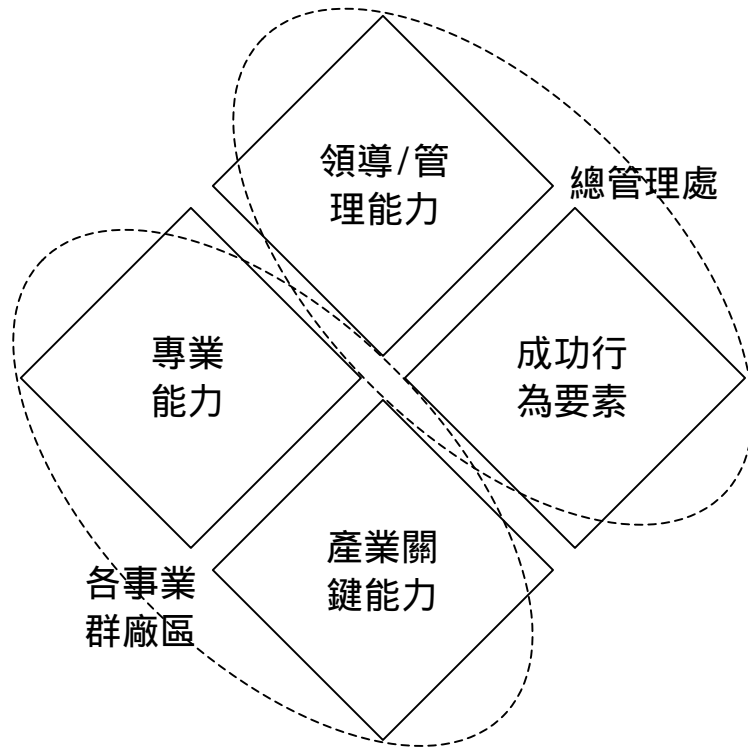 領導/管
理能力
總管理處
專業
能力
成功行
為要素
產業關
鍵能力
各事業
群廠區